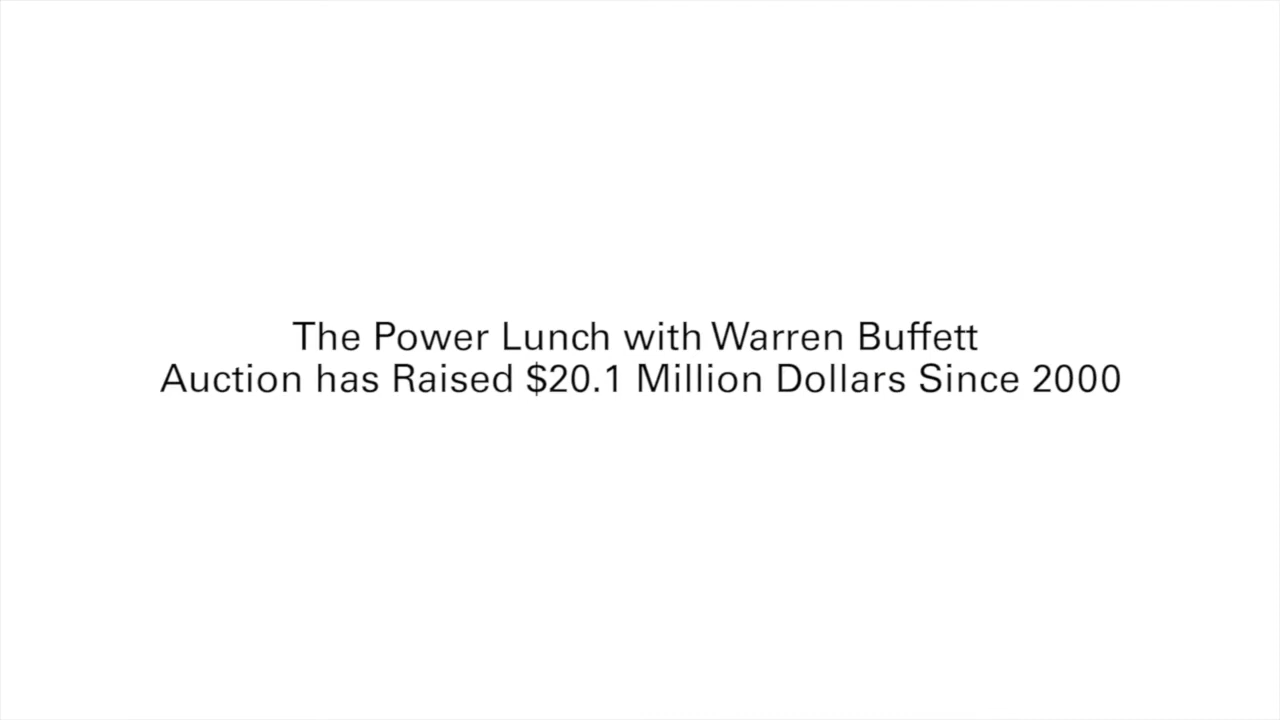 The Power Lunch with Warren Buffett
Auction has Raised $20.1 Million Dollars Since 2000